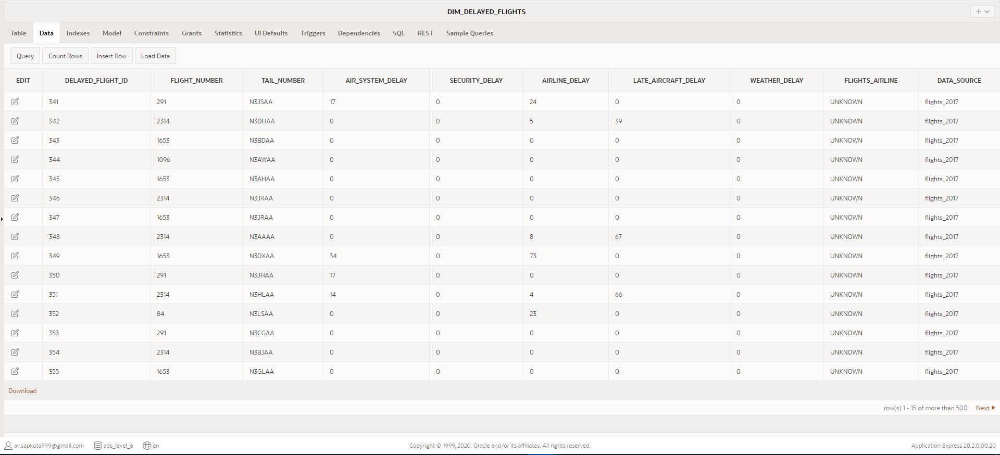 DIM_DELAYED_FLIGHTS
Table Data Indexes Model Constraints Grants Statistics UI Defaults Triggers Dependencies SQL REST Sample Queries
Query Count Rows Insert Row Load Data
EDIT DELAYED_FLIGHT_ID FLIGHT_NUMBER TAIL_NUMBER AIR_SYSTEM_DELAY SECURITY_DELAY AIRLINE_DELAY LATE_AIRCRAFT_DELAY WEATHER_DELAY FLIGHTS_AIRLINE DATA_SOURCE
341 291 N3JSAA 17 0 24 0 0 UNKNOWN flights_2017
342 2314 N3DHAA 0 0 5 39 0 UNKNOWN flights_2017
343 1653 N3BDAA 0 0 0 0 0 UNKNOWN flights_2017
344 1096 N3AWAA 0 0 0 0 0 UNKNOWN flights_2017
345 1653 N3AHAA 0 0 0 0 0 UNKNOWN flights_2017
346 2314 N3JRAA 0 0 0 0 0 UNKNOWN flights_2017
347 1653 N3JRAA 0 0 0 0 0 UNKNOWN flights_2017
348 2314 N3AAAA 0 0 8 67 0 UNKNOWN flights_2017
349 1653 N3DXAA 34 0 73 0 0 UNKNOWN flights_2017
350 291 N3JHAA 17 0 0 0 0 UNKNOWN flights_2017
351 2314 N3HLAA 14 0 4 66 0 UNKNOWN flights_2017
352 84 N3LSAA 0 0 23 0 0 UNKNOWN flights_2017
353 291 N3CGAA 0 0 0 0 0 UNKNOWN flights_2017
354 2314 N3BJAA 0 0 0 0 0 UNKNOWN flights_2017
355 1653 N3GLAA 0 0 0 0 0 UNKNOWN flights_2017
Download
row(s) 1 - 15 of more than 500 Next
av.sapkota999@gmail.com ads_level_6 en Copyright © 1999, 2020, Oracle and/or its affiliates. All rights reserved. Application Express 20.2.0.00.20